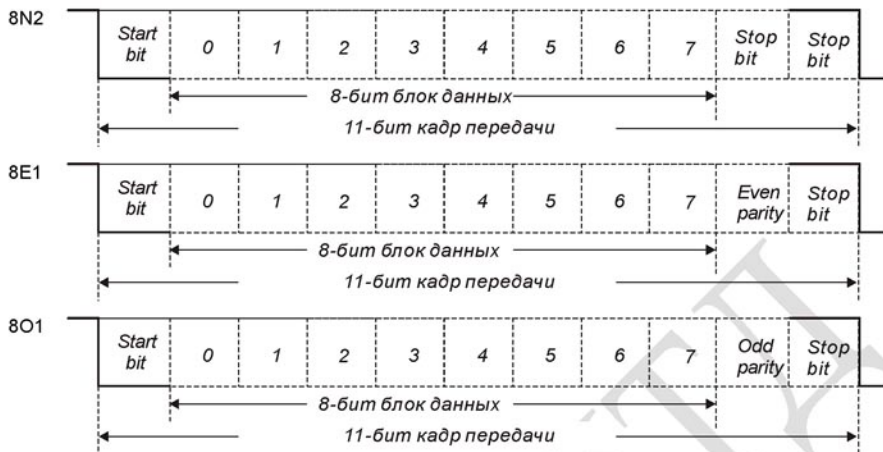 8N2
Start bit 0 1 2 3 4 5 6 7 Stop bit Stop bit
8-бит блок данных
11-бит кадр передачи
8E1
Start bit 0 1 2 3 4 5 6 7 Even parity Stop bit
8-бит блок данных
11-бит кадр передачи
8O1
Start bit 0 1 2 3 4 5 6 7 Odd parity Stop bit
8-бит блок данных
11-бит кадр передачи